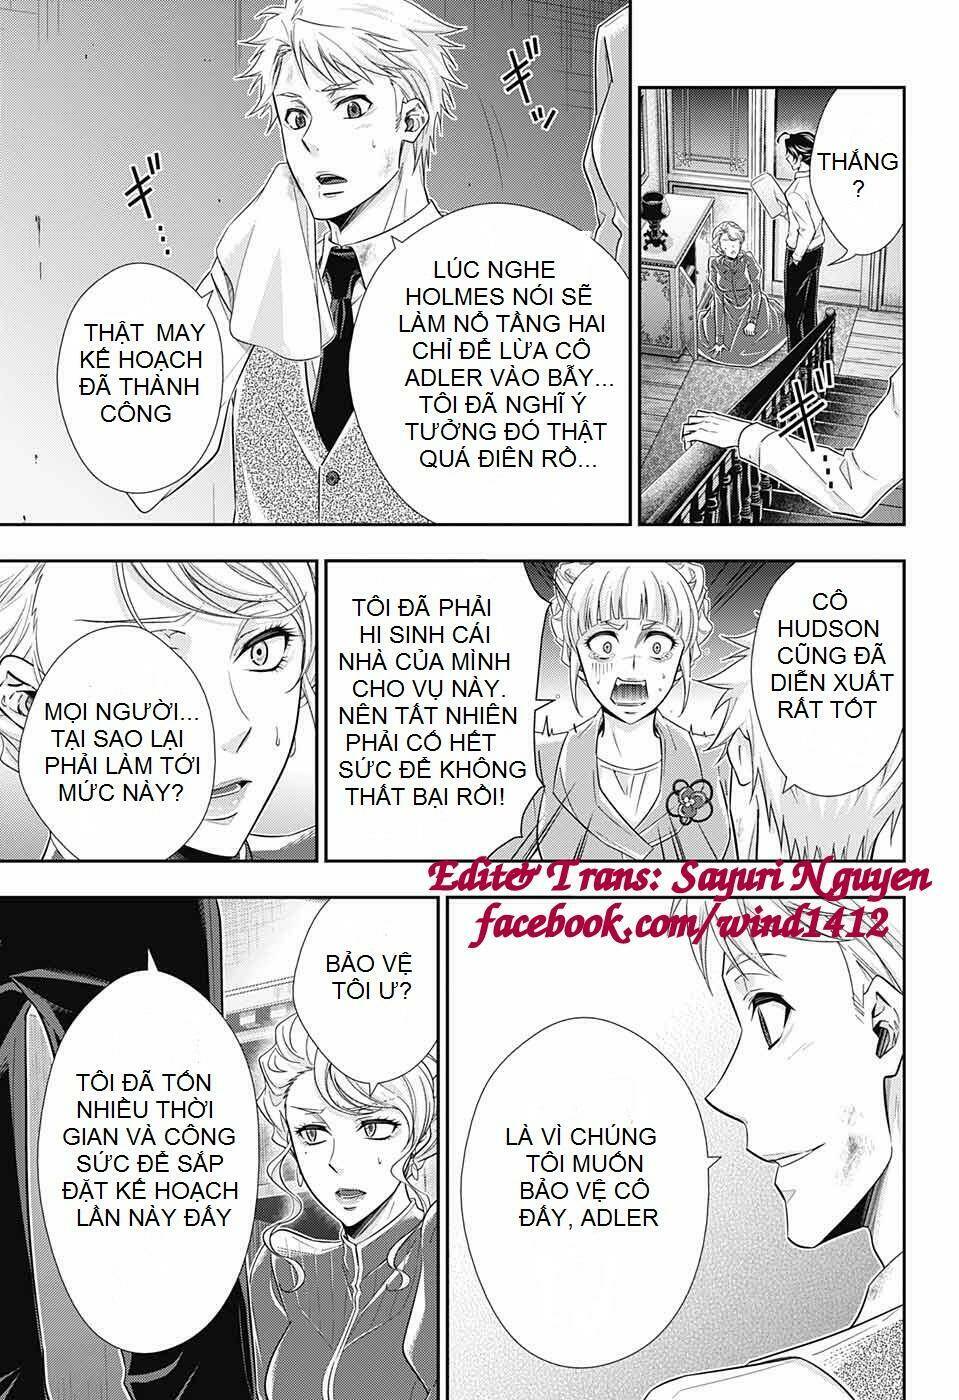 THẮNG
?
LÚC NGHE
HOLMES NÓI SẼ
LÀM NỔ TẦNG HAI
CHỈ ĐỂ LỪA CÔ
ADLER VÀO BẪY...
TÔI ĐÃ NGHĨ Ý
TƯỞNG ĐÓ THẬT
QUÁ ĐIÊN RỒ...
THẬT MAY
KẾ HOẠCH
ĐÃ THÀNH
CÔNG
CÔ
HUDSON
CŨNG ĐÃ
DIỄN XUẤT
RẤT TỐT
TÔI ĐÃ PHẢI
HI SINH CÁI
NHÀ CỦA MÌNH
CHO VỤ NÀY.
NÊN TẤT NHIÊN
PHẢI CỐ HẾT
SỨC ĐỂ KHÔNG
THẤT BẠI RỒI!
MỌI NGƯỜI...
TẠI SAO LẠI
PHẢI LÀM TỚI
MỨC NÀY?
Edit& Trans: Sayuri Nguyen
facebook.com/wind1412
LÀ VÌ CHÚNG
TÔI MUỐN
BẢO VỆ CÔ
ĐẤY, ADLER
BẢO VỆ
TÔI Ư?
TÔI ĐÃ TỐN
NHIỀU THỜI
GIAN VÀ CÔNG
SỨC ĐỂ SẮP
ĐẶT KẾ HOẠCH
LẦN NÀY ĐẤY